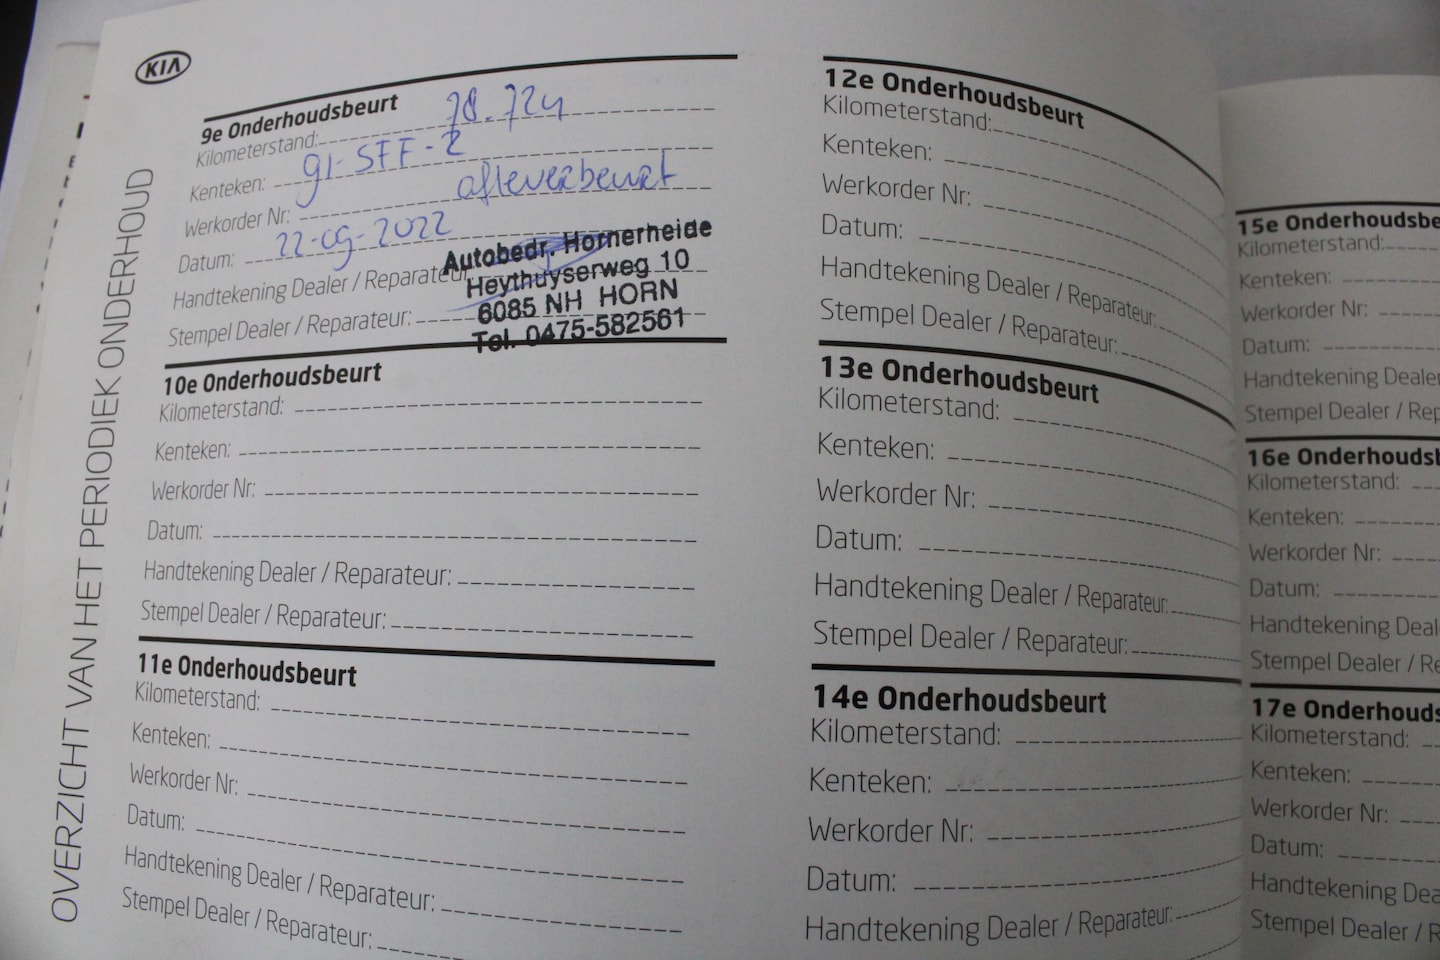 KIA
OVERZICHT VAN HET PERIODIEK ONDERHOUD
9e Onderhoudsbeurt
Kilometerstand: 78.724
Kenteken: 91-SFF-2
Werkorder Nr: afleverbeurt
Datum: 22-09-2022
Handtekening Dealer / Reparateur:
Stempel Dealer / Reparateur:
Autobedr. Hornerheide
Heythuyserweg 10
6085 NH HORN
Tel. 0475-582561
10e Onderhoudsbeurt
Kilometerstand:
Kenteken:
Werkorder Nr:
Datum:
Handtekening Dealer / Reparateur:
Stempel Dealer / Reparateur:
11e Onderhoudsbeurt
Kilometerstand:
Kenteken:
Werkorder Nr:
Datum:
Handtekening Dealer / Reparateur:
Stempel Dealer / Reparateur:
12e Onderhoudsbeurt
Kilometerstand:
Kenteken:
Werkorder Nr:
Datum:
Handtekening Dealer / Reparateur:
Stempel Dealer / Reparateur:
13e Onderhoudsbeurt
Kilometerstand:
Kenteken:
Werkorder Nr:
Datum:
Handtekening Dealer / Reparateur:
Stempel Dealer / Reparateur:
14e Onderhoudsbeurt
Kilometerstand:
Kenteken:
Werkorder Nr:
Datum:
Handtekening Dealer / Reparateur:
15e Onderhoudsbe
Kilometerstand:
Kenteken:
Werkorder Nr:
Datum:
Handtekening Dealer
Stempel Dealer / Rep
16e Onderhoudsb
Kilometerstand:
Kenteken:
Werkorder Nr:
Datum:
Handtekening Deal
Stempel Dealer / Re
17e Onderhouds
Kilometerstand:
Kenteken:
Werkorder Nr:
Datum:
Handtekening Dea
Stempel Dealer / R